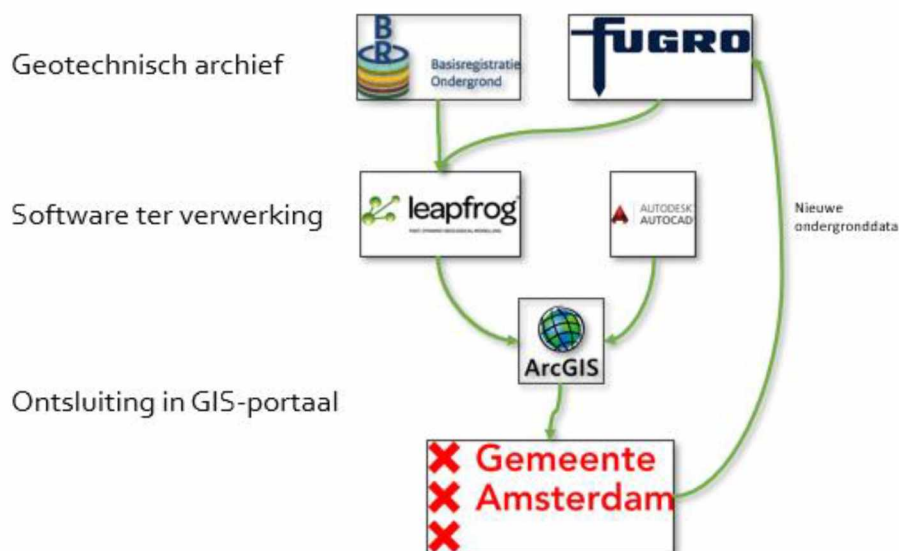 Geotechnisch archief
B
R
Basisregistratie
Ondergrond
FUGRO
Software ter verwerking
leapfrog
AUTODESK
AUTOCAD
Nieuwe
ondergronddata
ArcGIS
Ontsluiting in GIS-portaal
Gemeente
Amsterdam